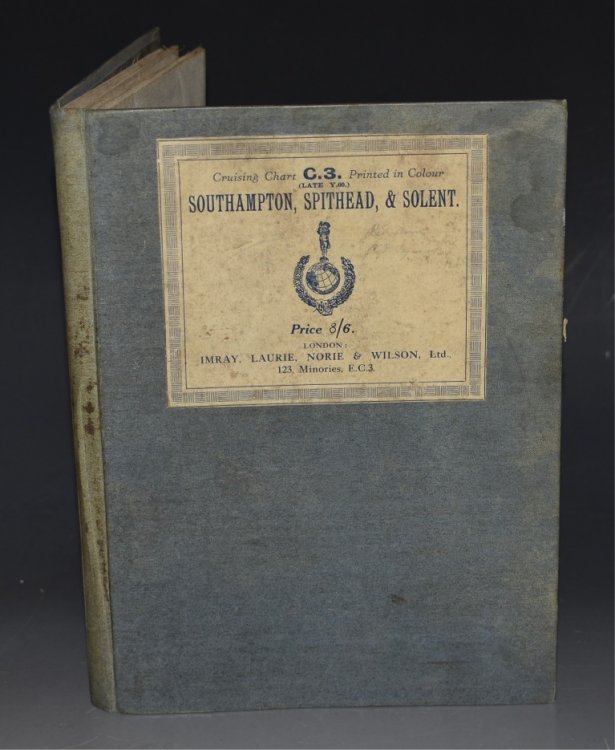 Cruising Chart C.3. Printed in Colour
(LATE Y.60.)
SOUTHAMPTON, SPITHEAD, & SOLENT.
Price 8/6.
LONDON:
IMRAY, LAURIE, NORIE & WILSON, Ltd.,
123, Minories, E.C.3.